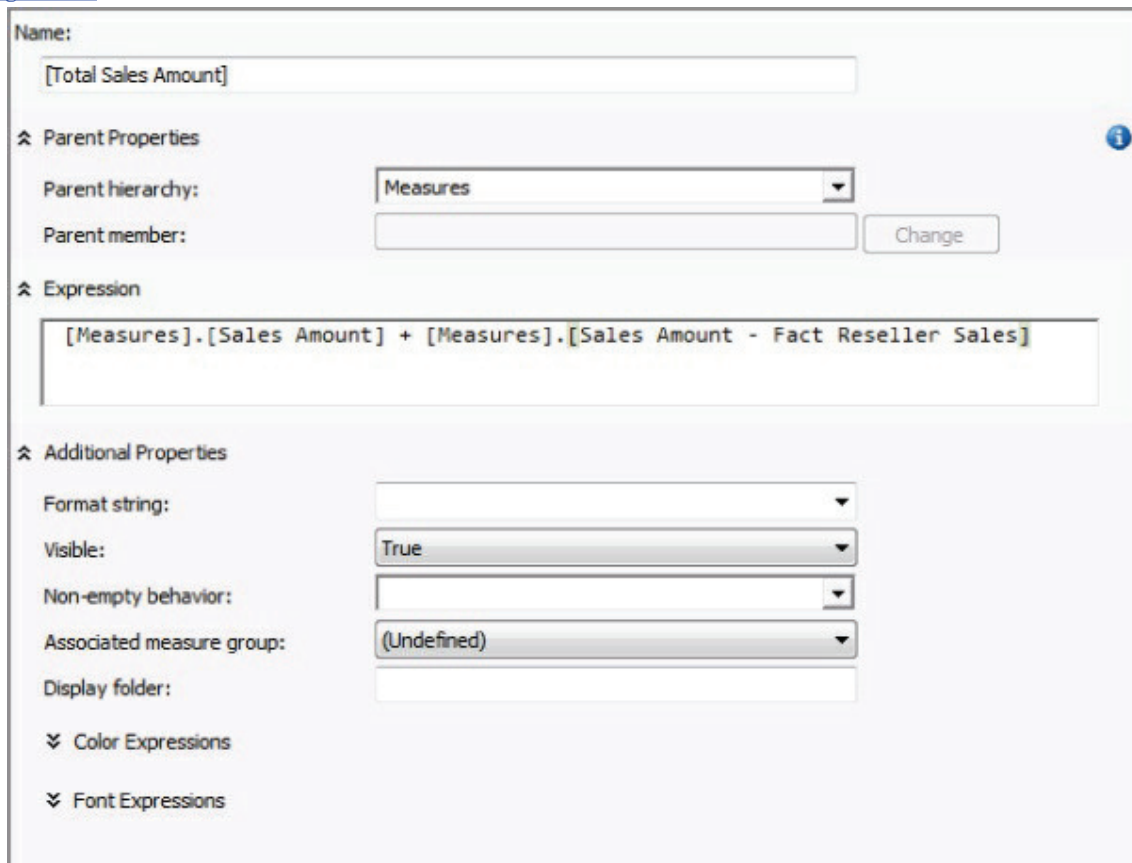 Name:
[Total Sales Amount]
Parent Properties
Parent hierarchy: Measures
Parent member: Change
Expression
[Measures].[Sales Amount] + [Measures].[Sales Amount - Fact Reseller Sales]
Additional Properties
Format string:
Visible: True
Non-empty behavior:
Associated measure group: (Undefined)
Display folder:
Color Expressions
Font Expressions